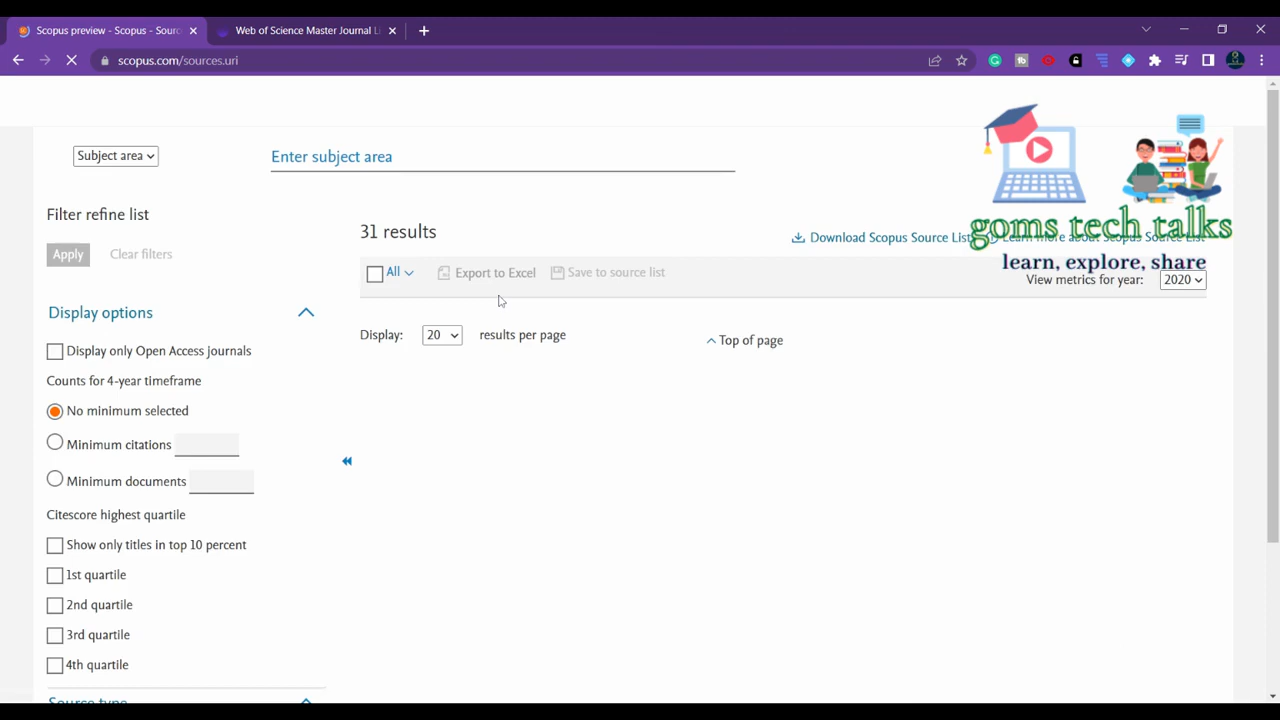 Scopus preview - Scopus - Sourc
Web of Science Master Journal Li
scopus.com/sources.uri
Subject area
Enter subject area
Filter refine list
Apply
Clear filters
31 results
Download Scopus Source List
Learn more about Scopus Source List
goms tech talks
learn, explore, share
All
Export to Excel
Save to source list
View metrics for year:
2020
Display options
Display:
20
results per page
Top of page
Display only Open Access journals
Counts for 4-year timeframe
No minimum selected
Minimum citations
Minimum documents
Citescore highest quartile
Show only titles in top 10 percent
1st quartile
2nd quartile
3rd quartile
4th quartile
Source type